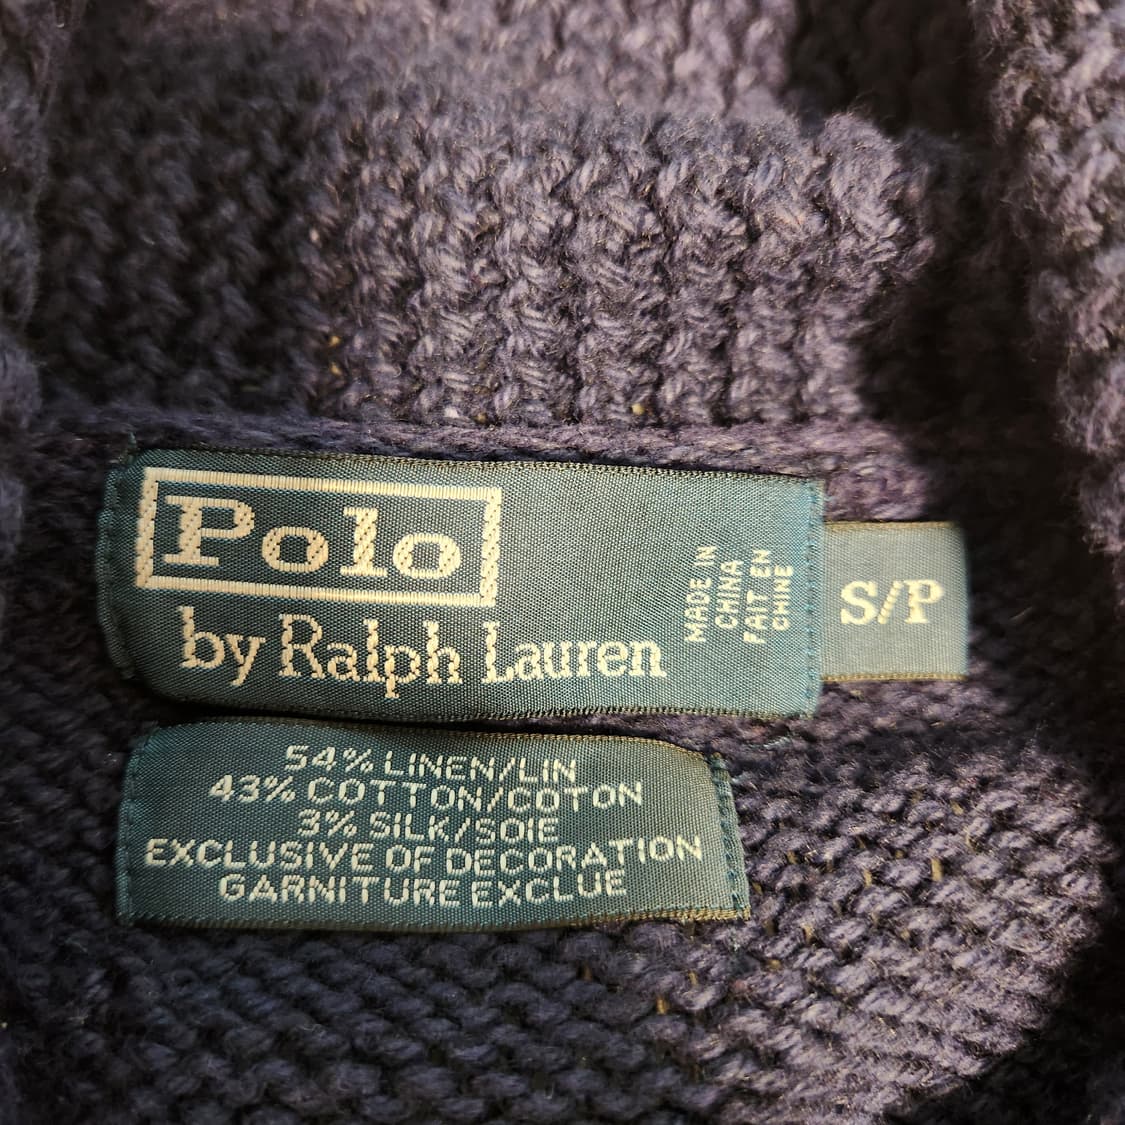 Polo
by Ralph Lauren
MADE IN
CHINA
FAIT EN
CHINE
S/P
54% LINEN/LIN
43% COTTON/COTON
3% SILK/SOIE
EXCLUSIVE OF DECORATION
GARNITURE EXCLUE